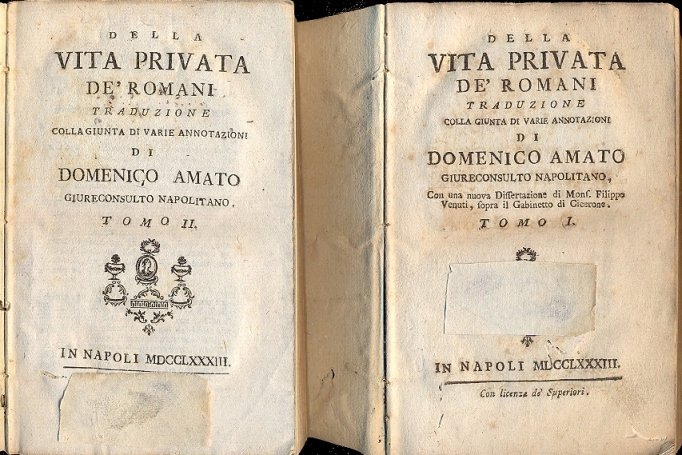 DELLA
VITA PRIVATA
DE' ROMANI
TRADUZIONE
COLLA GIUNTA DI VARIE ANNOTAZIONI
DI
DOMENICO AMATO
GIURECONSULTO NAPOLITANO.
TOMO II.
IN NAPOLI MDCCLXXXIII.
DELLA
VITA PRIVATA
DE' ROMANI
TRADUZIONE
COLLA GIUNTA DI VARIE ANNOTAZIONI
DI
DOMENICO AMATO
GIURECONSULTO NAPOLITANO,
Con una nuova Dissertazione di Mons. Filippo
Venuti, sopra il Gabinetto di Cicerone.
TOMO I.
IN NAPOLI MDCCLXXXIII.
Con licenza de' Superiori.